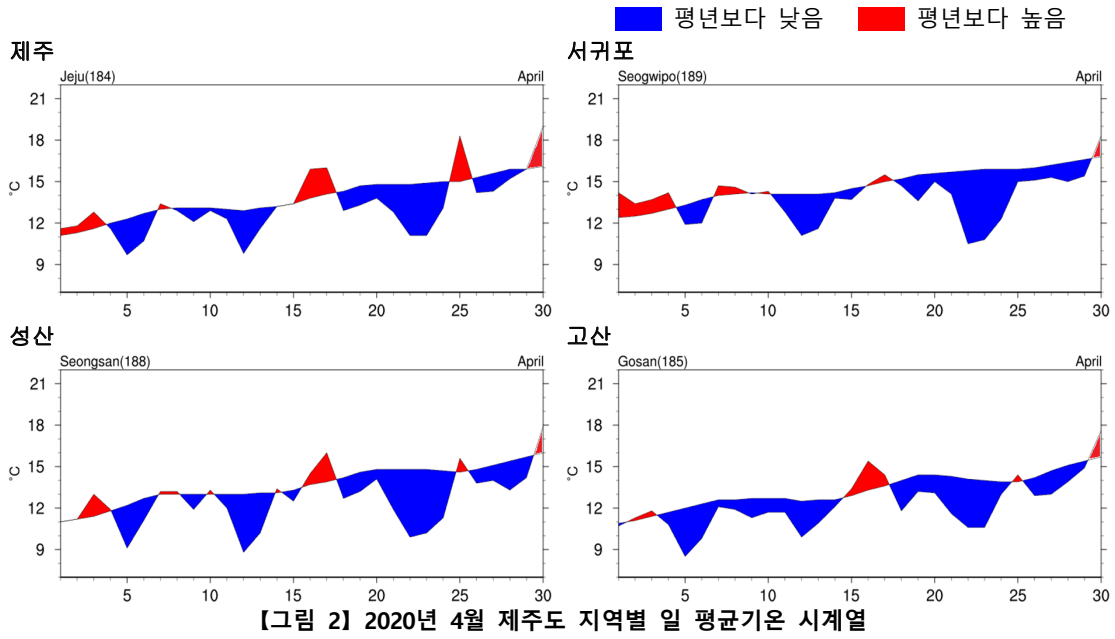 평년보다 낮음 평년보다 높음
제주
Jeju(184) April
21
18
15
12
9
°C
5 10 15 20 25 30
서귀포
Seogwipo(189) April
21
18
15
12
9
°C
5 10 15 20 25 30
성산
Seongsan(188) April
21
18
15
12
9
°C
5 10 15 20 25 30
고산
Gosan(185) April
21
18
15
12
9
°C
5 10 15 20 25 30
【그림 2】 2020년 4월 제주도 지역별 일 평균기온 시계열